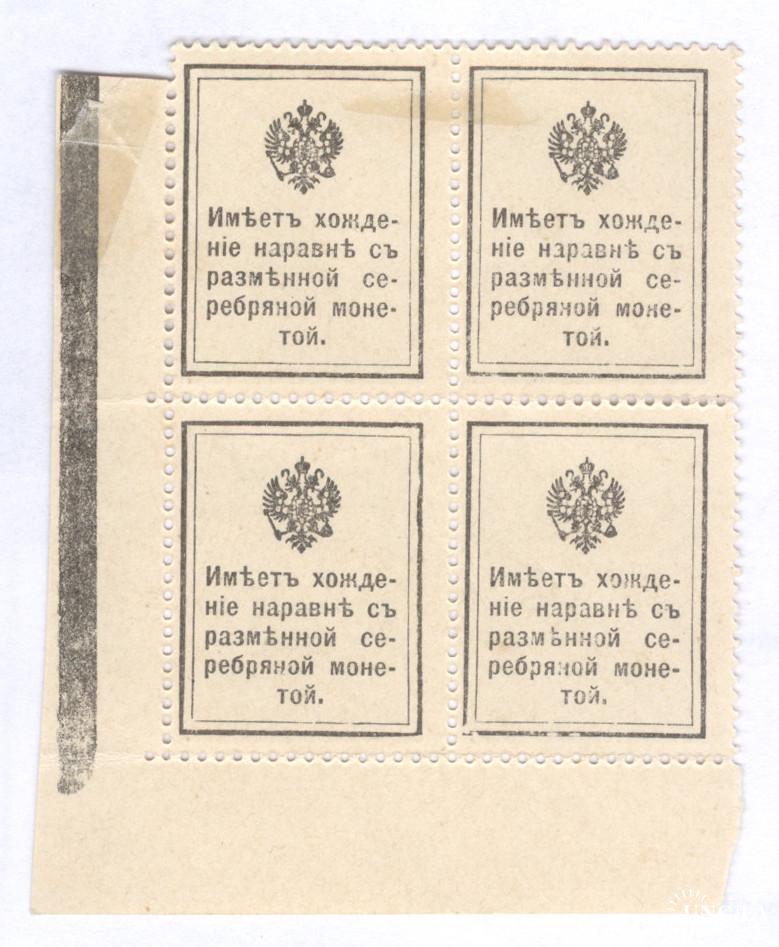 Имѣетъ хожде-
ніе наравнѣ съ
размѣнной се-
ребряной моне-
той.
Имѣетъ хожде-
ніе наравнѣ съ
размѣнной се-
ребряной моне-
той.
Имѣетъ хожде-
ніе наравнѣ съ
размѣнной се-
ребряной моне-
той.
Имѣетъ хожде-
ніе наравнѣ съ
размѣнной се-
ребряной моне-
той.